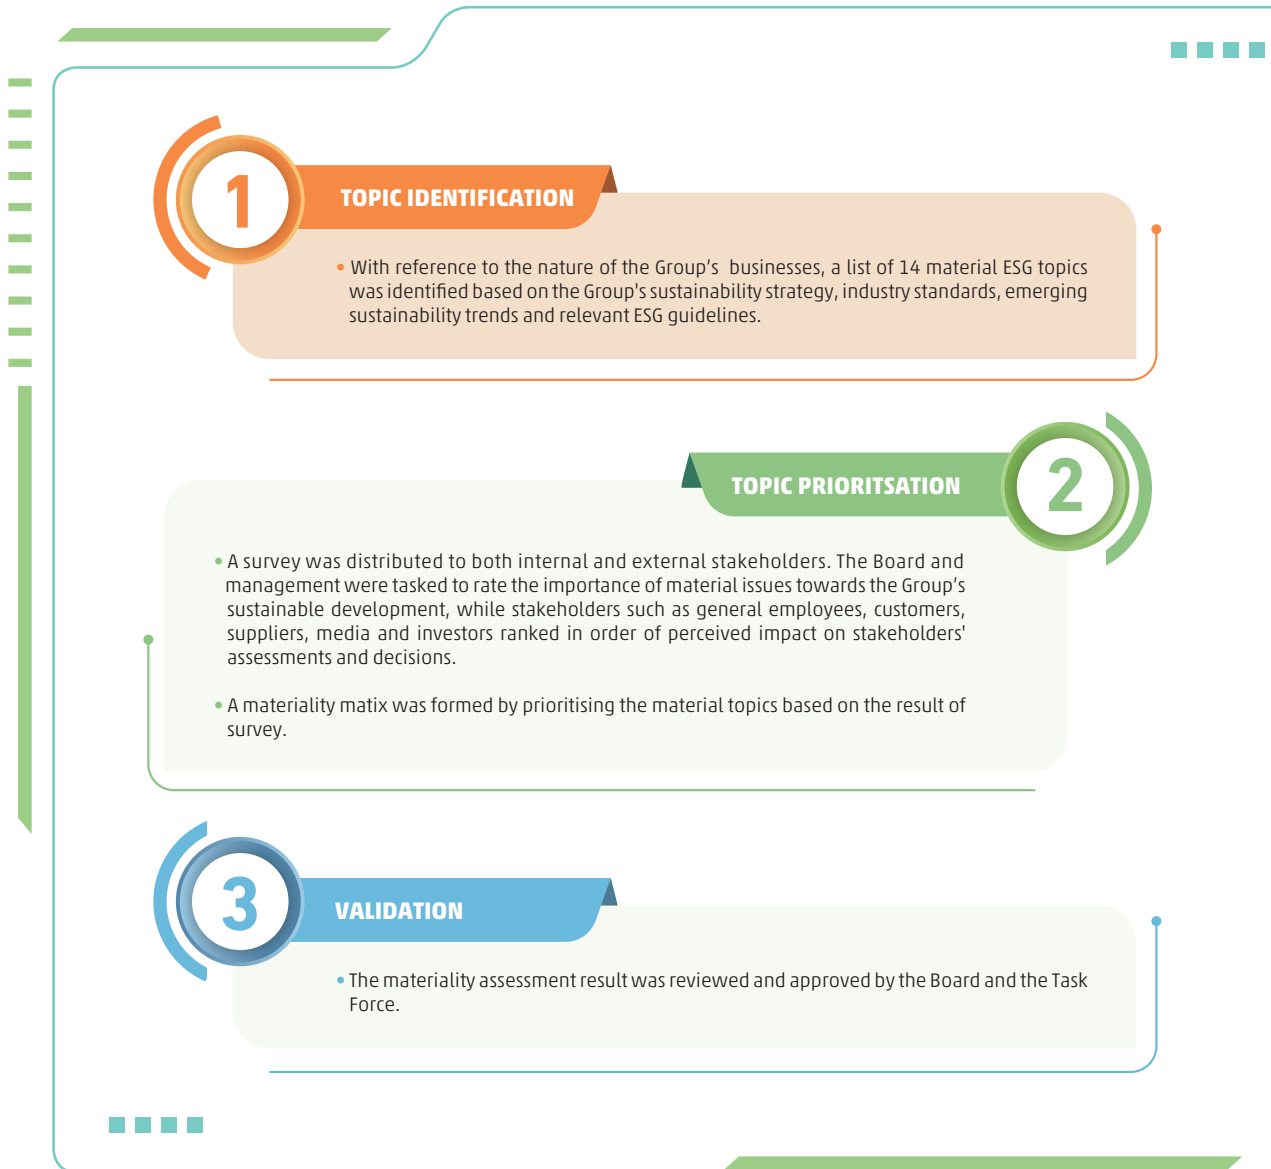 1
TOPIC IDENTIFICATION
• With reference to the nature of the Group's businesses, a list of 14 material ESG topics
was identified based on the Group's sustainability strategy, industry standards, emerging
sustainability trends and relevant ESG guidelines.
TOPIC PRIORITSATION
2
• A survey was distributed to both internal and external stakeholders. The Board and
management were tasked to rate the importance of material issues towards the Group's
sustainable development, while stakeholders such as general employees, customers,
suppliers, media and investors ranked in order of perceived impact on stakeholders'
assessments and decisions.
• A materiality matix was formed by prioritising the material topics based on the result of
survey.
3
VALIDATION
• The materiality assessment result was reviewed and approved by the Board and the Task
Force.